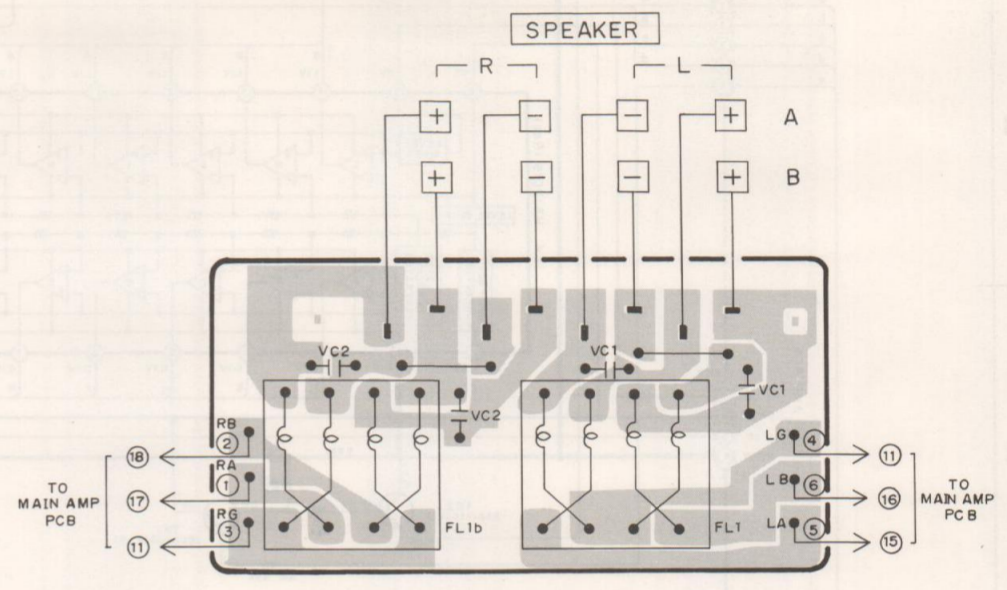 SPEAKER
R L
+ − − + A
+ − − + B
VC2 VC1
VC1
VC2
RB
② LG ④
⑱ ⑪
RA
① LB ⑥
TO
MAIN AMP
PCB
⑰ ⑯
TO
MAIN AMP
PCB
RG
③ FL1b FL1 LA ⑤
⑪ ⑮